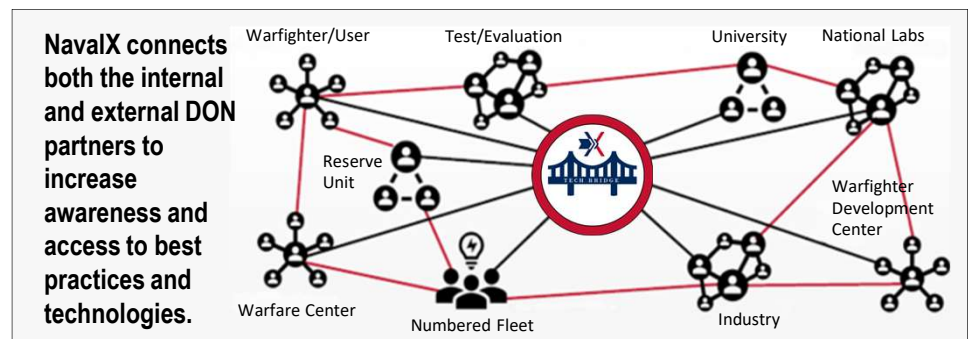 NavalX connects
both the internal
and external DON
partners to
increase
awareness and
access to best
practices and
technologies.
Warfighter/User
Test/Evaluation
University
National Labs
Reserve
Unit
TECH BRIDGE
Warfighter
Development
Center
Warfare Center
Numbered Fleet
Industry